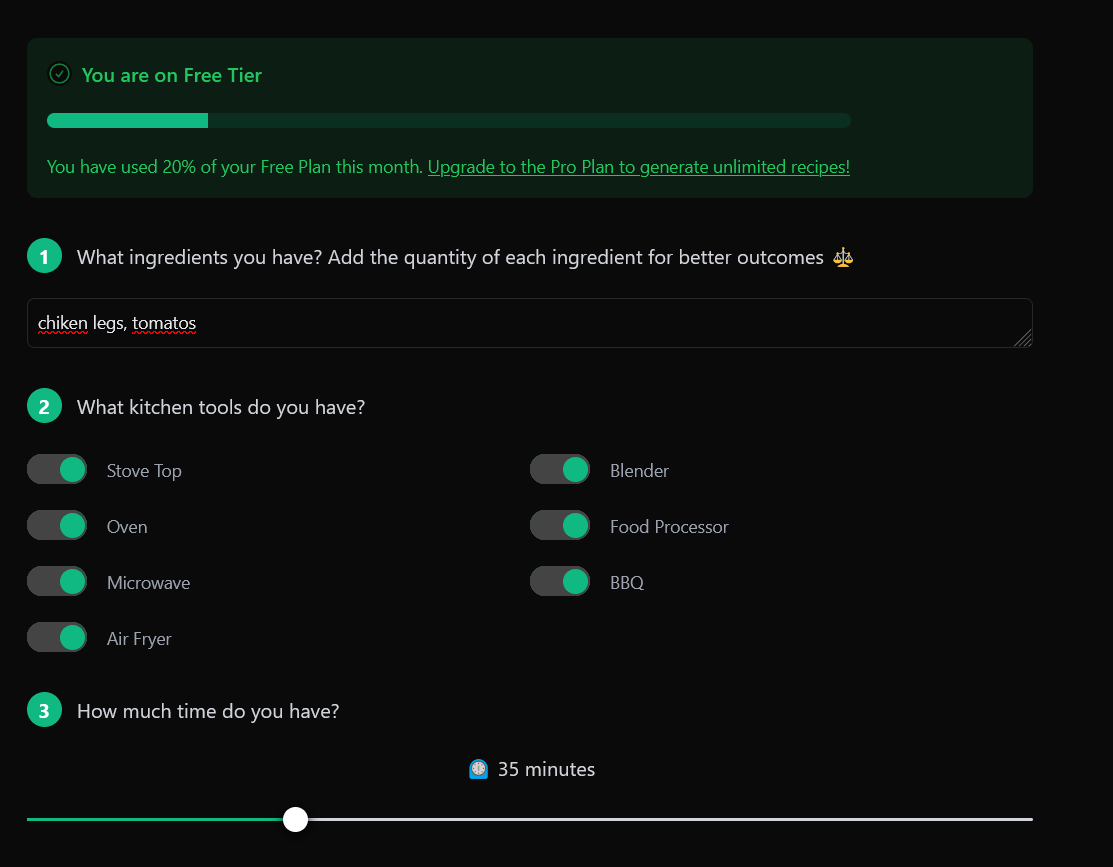 You are on Free Tier
You have used 20% of your Free Plan this month. Upgrade to the Pro Plan to generate unlimited recipes!
1 What ingredients you have? Add the quantity of each ingredient for better outcomes ⚖️
chiken legs, tomatos
2 What kitchen tools do you have?
Stove Top Blender
Oven Food Processor
Microwave BBQ
Air Fryer
3 How much time do you have?
35 minutes